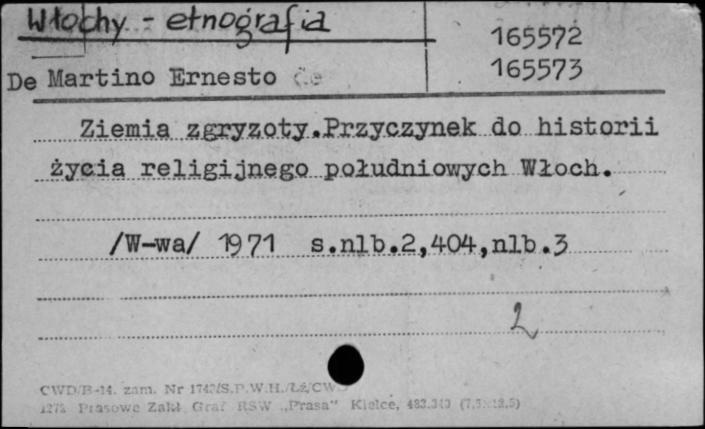 Włochy - etnografia
165572
De Martino Ernesto de
165573
Ziemia zgryzoty.Przyczynek do historii
życia religijnego południowych Włoch.
/W-wa/ 1971 s.nlb.2,404,nlb.3
2
CWD/B-14. zam. Nr
Prasowe Zakł. Graf RSW „Prasa" Kielce,